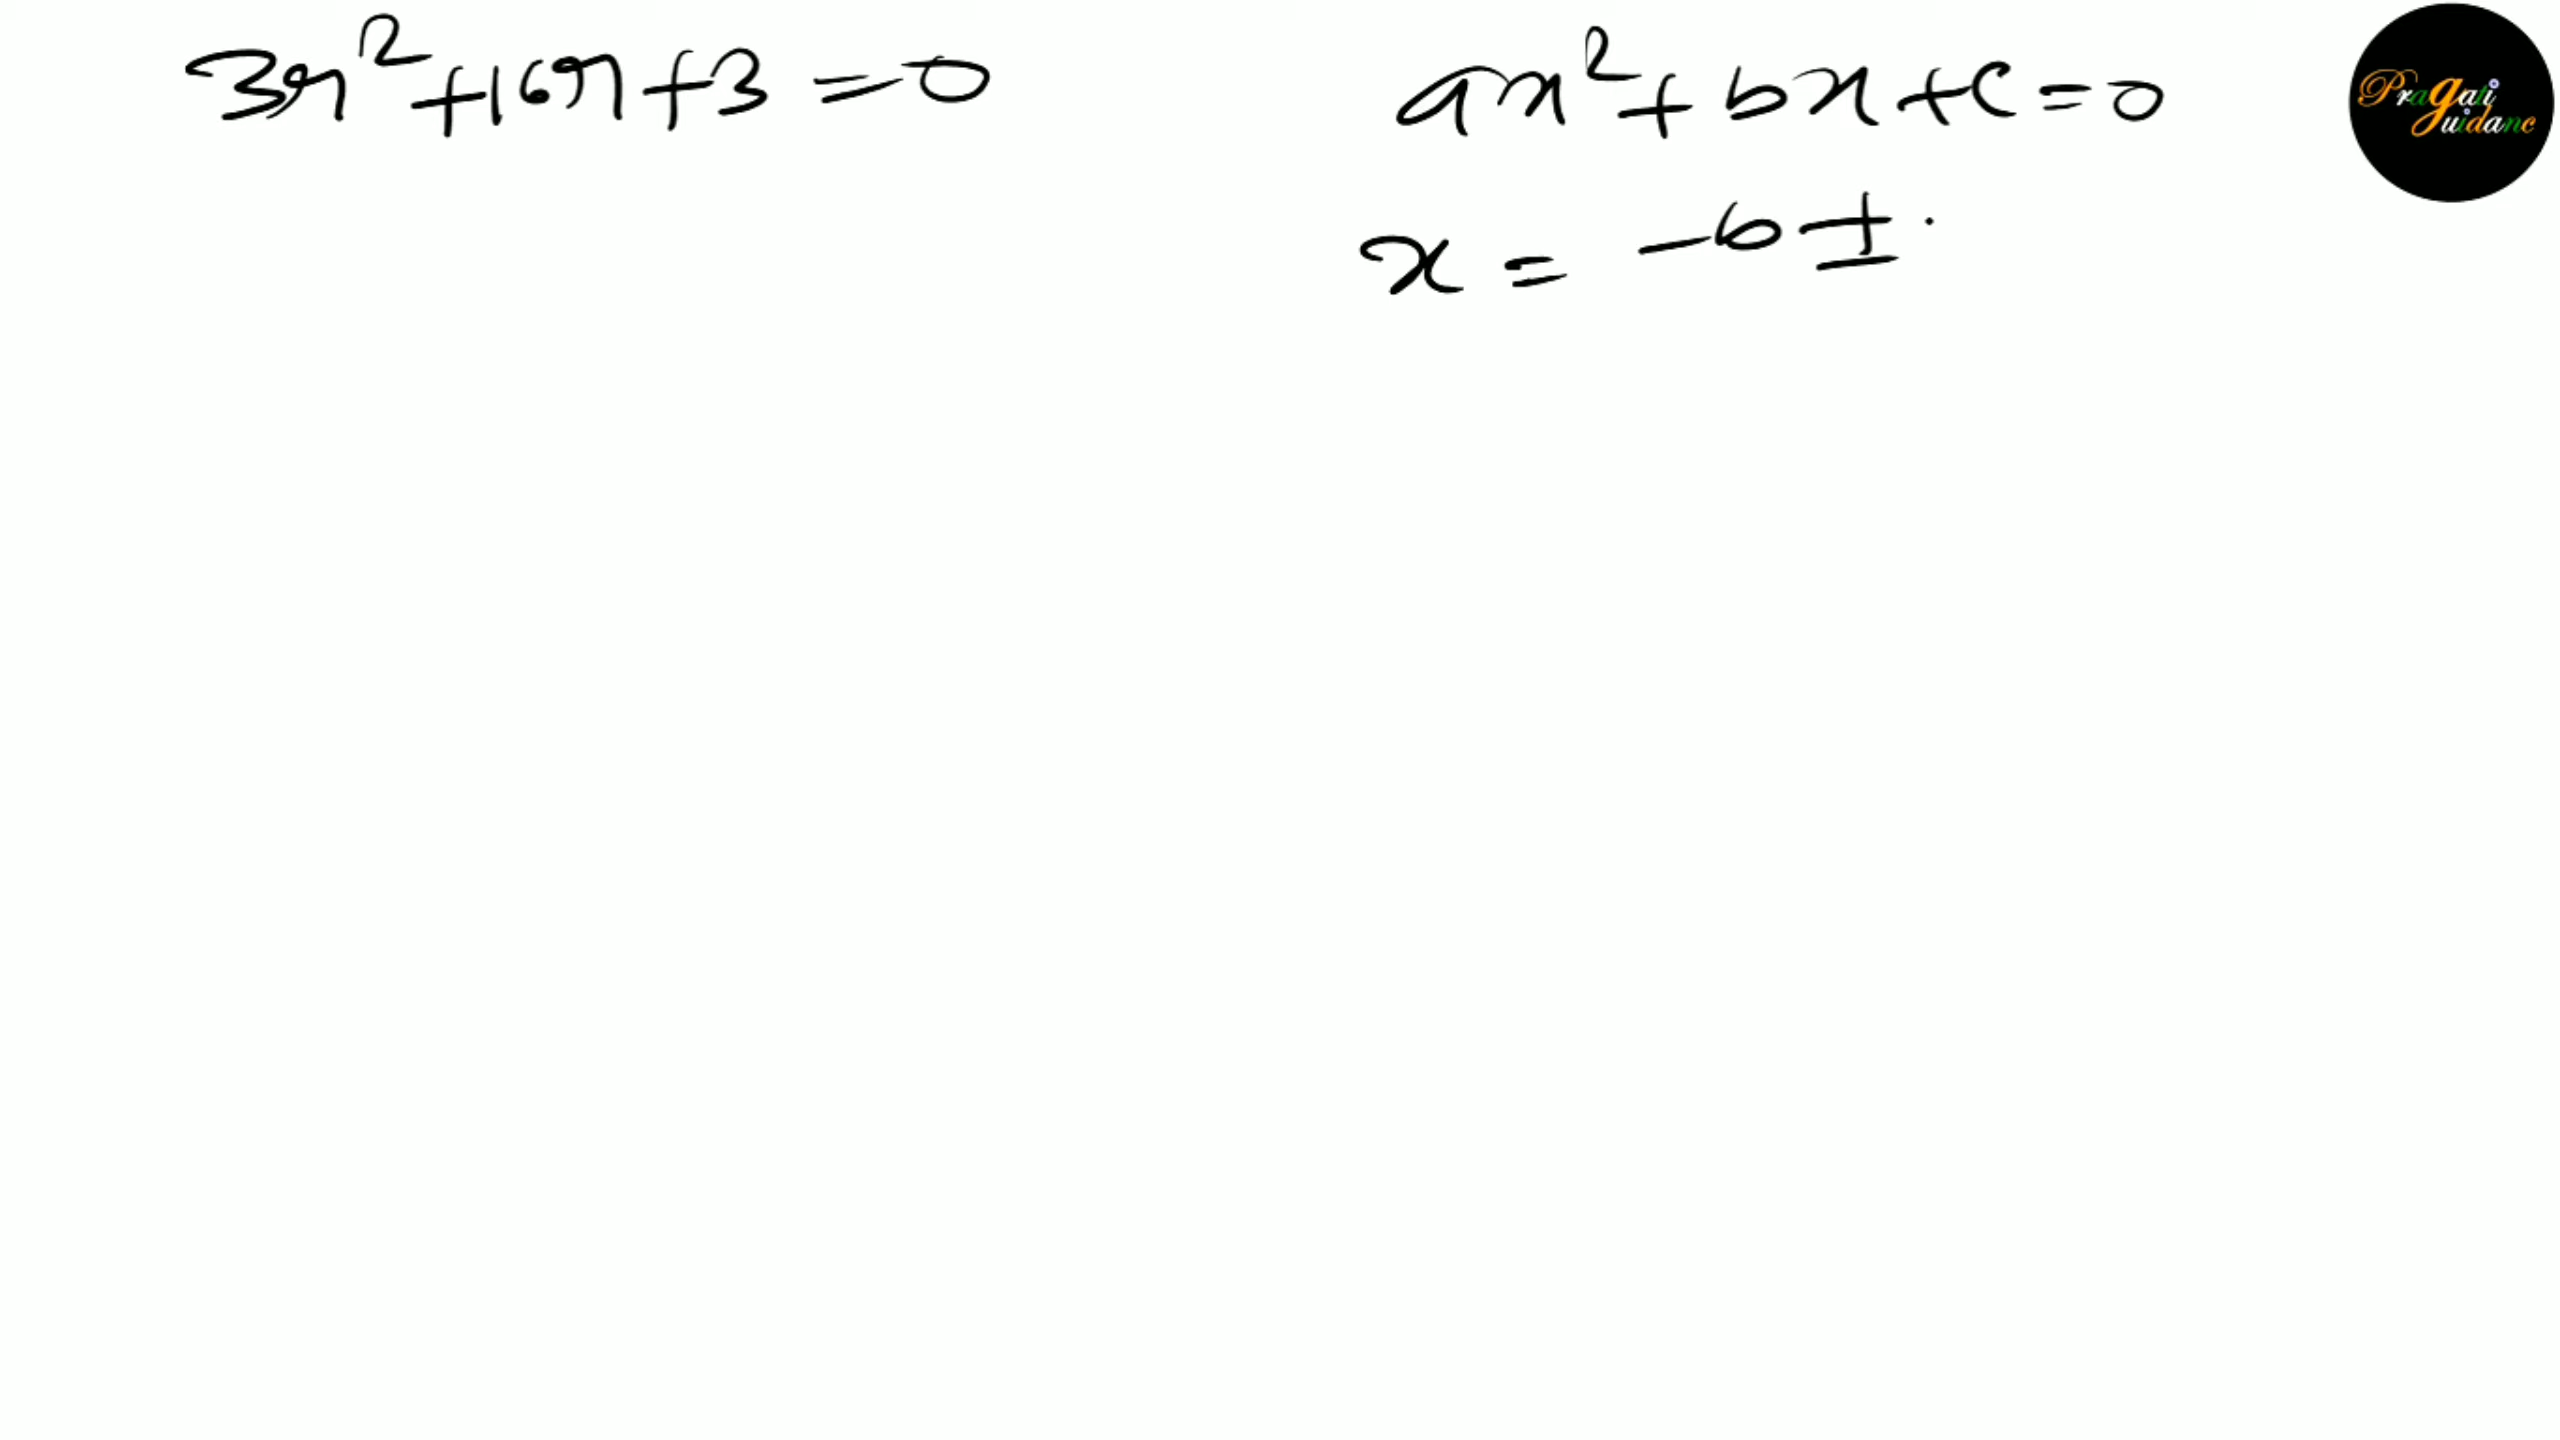 3x² + 16x + 3 = 0
ax² + bx + c = 0
x = -b ±
Pragati
Guidanc